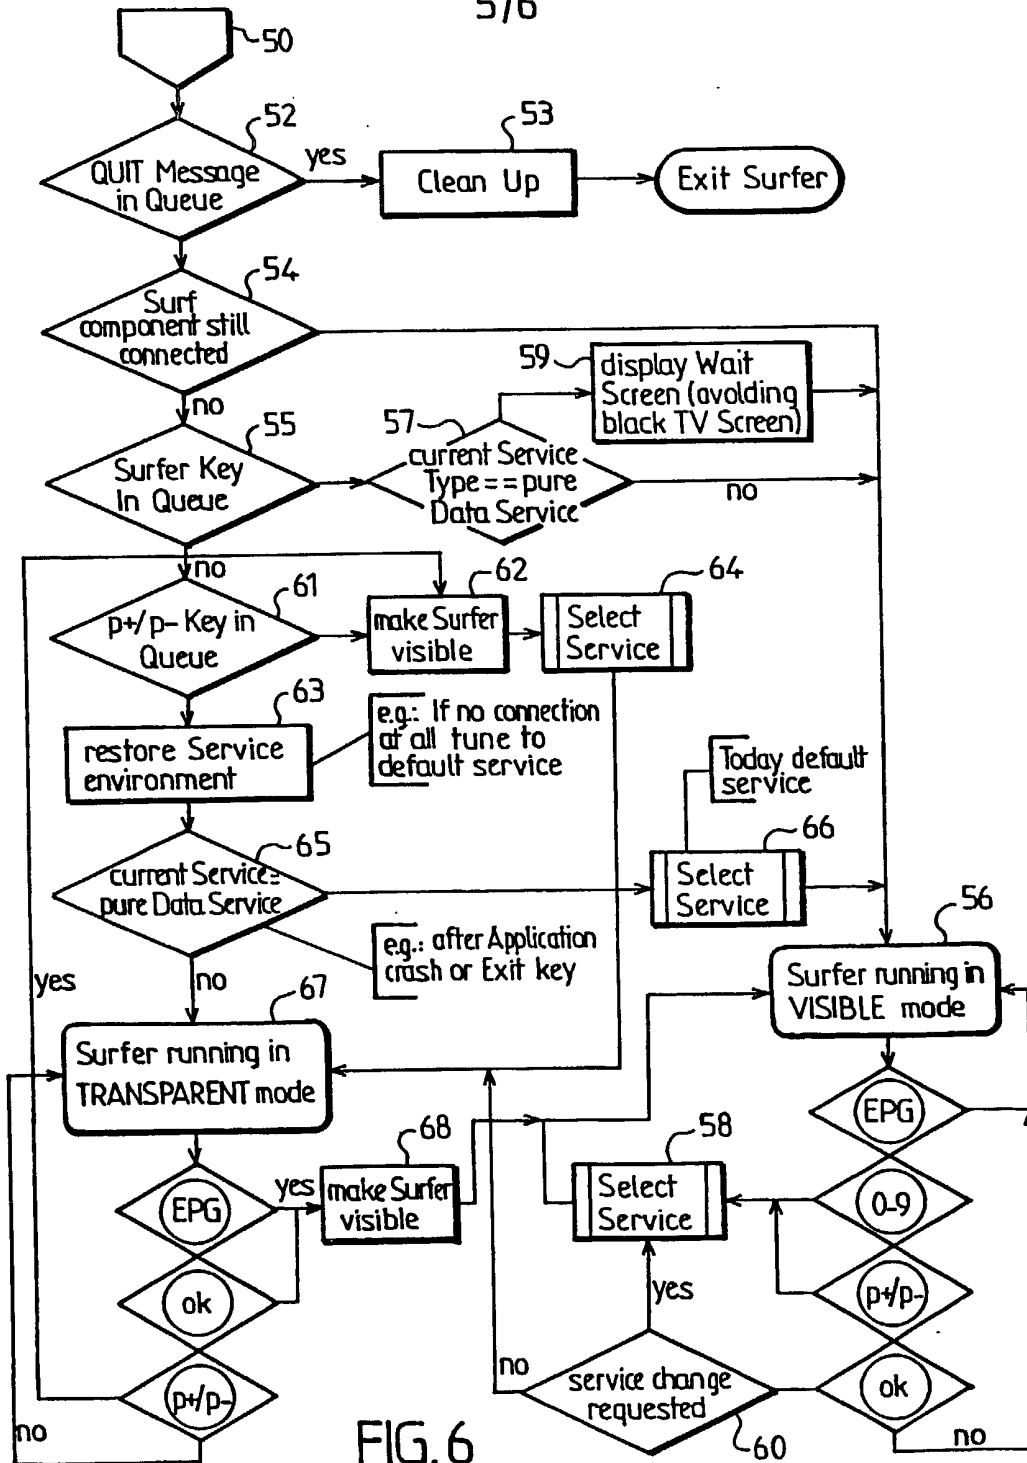 5/6
50
52
QUIT Message
in Queue
yes
53
Clean Up
Exit Surfer
54
Surf
component still
connected
no
59
display Wait
Screen (avolding
black TV Screen)
55
Surfer Key
In Queue
57
current Service
Type==pure
Data Service
no
no
61
p+/p- Key in
Queue
62
make Surfer
visible
64
Select
Service
63
restore Service
environment
e.g.: If no connection
at all tune to
default service
Today default
service
65
current Service=
pure Data Service
66
Select
Service
e.g.: after Application
crash or Exit key
56
Surfer running in
VISIBLE mode
yes
no
67
Surfer running in
TRANSPARENT mode
EPG
yes
68
make Surfer
visible
58
Select
Service
EPG
0-9
ok
yes
p+/p-
p+/p-
no
service change
requested
60
ok
no
no
FIG. 6